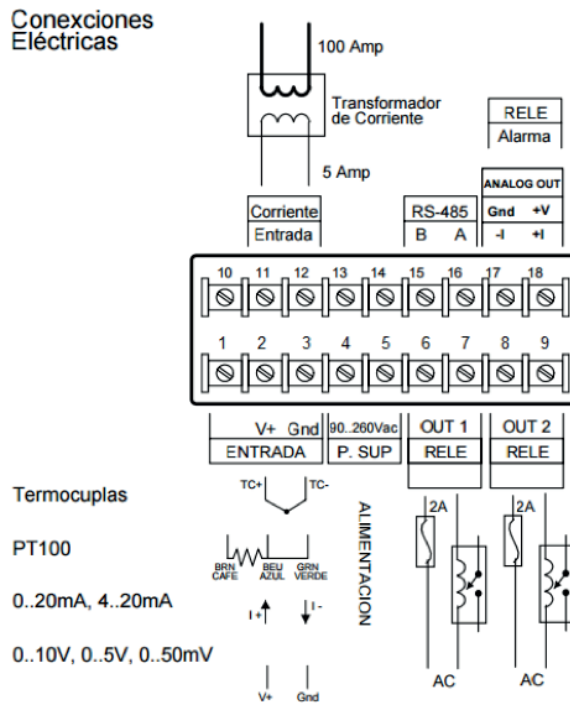 Conexciones
Eléctricas
100 Amp
Transformador
de Corriente
5 Amp
RELE
Alarma
ANALOG OUT
Corriente
RS-485
Gnd +V
Entrada
B A
-I +I
10 11 12 13 14 15 16 17 18
1 2 3 4 5 6 7 8 9
V+ Gnd
90..260Vac
OUT 1
OUT 2
ENTRADA
P. SUP
RELE
RELE
Termocuplas
TC+ TC-
ALIMENTACION
2A
2A
PT100
BRN
CAFE
BEU
AZUL
GRN
VERDE
0..20mA, 4..20mA
I+ I-
0..10V, 0..5V, 0..50mV
V+ Gnd
AC
AC